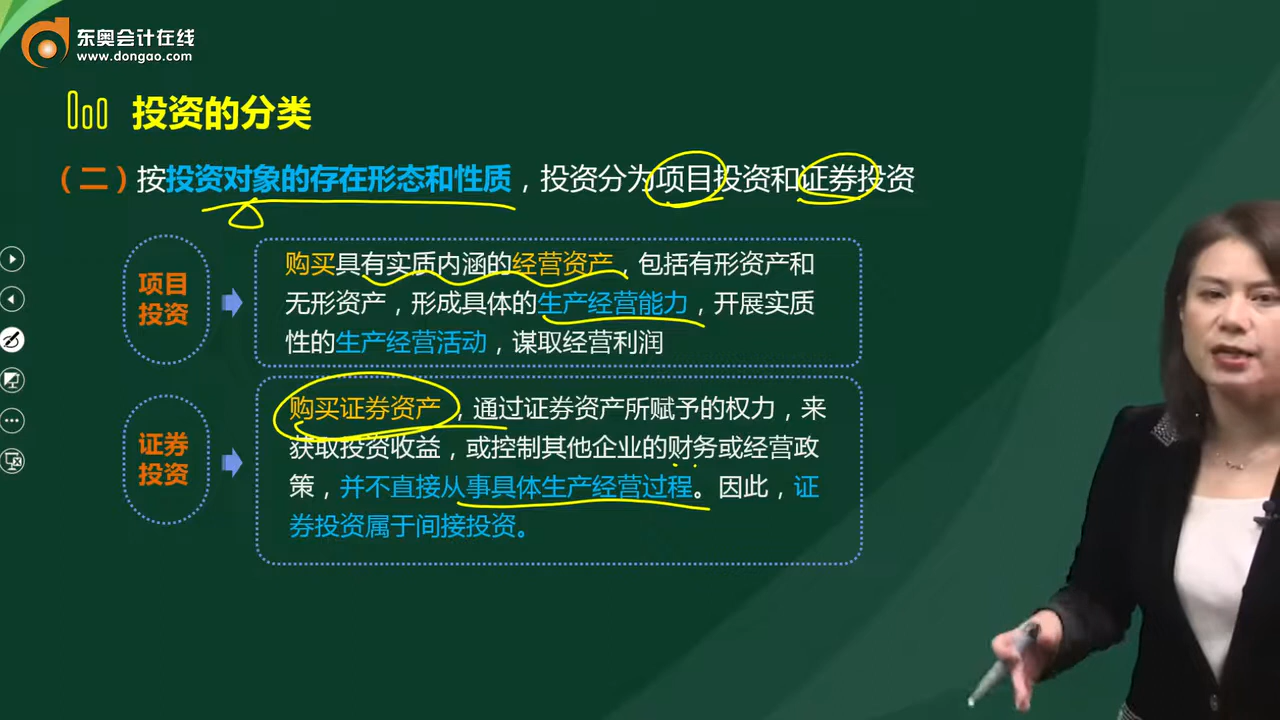 东奥会计在线
www.dongao.com
投资的分类
（二）按投资对象的存在形态和性质，投资分为项目投资和证券投资
项目
投资
购买具有实质内涵的经营资产，包括有形资产和
无形资产，形成具体的生产经营能力，开展实质
性的生产经营活动，谋取经营利润
证券
投资
购买证券资产，通过证券资产所赋予的权力，来
获取投资收益，或控制其他企业的财务或经营政
策，并不直接从事具体生产经营过程。因此，证
券投资属于间接投资。